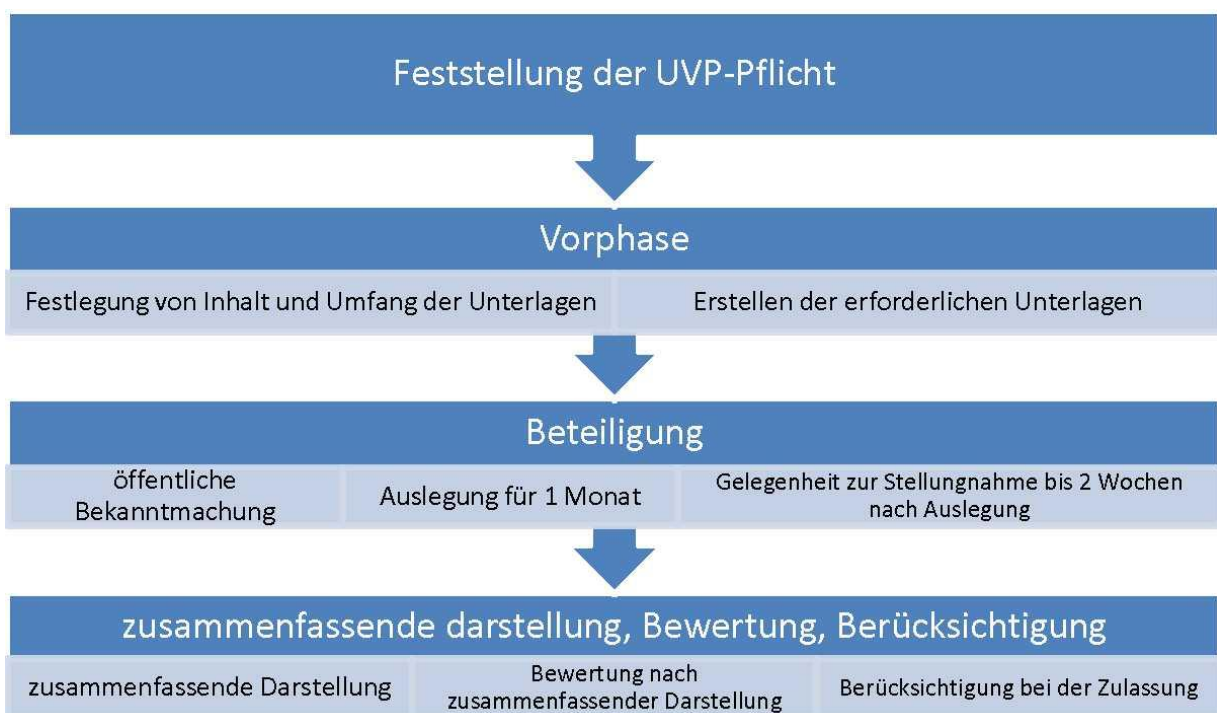 Feststellung der UVP-Pflicht
Vorphase
Festlegung von Inhalt und Umfang der Unterlagen
Erstellen der erforderlichen Unterlagen
Beteiligung
öffentliche
Bekanntmachung
Auslegung für 1 Monat
Gelegenheit zur Stellungnahme bis 2 Wochen
nach Auslegung
zusammenfassende darstellung, Bewertung, Berücksichtigung
zusammenfassende Darstellung
Bewertung nach
zusammenfassender Darstellung
Berücksichtigung bei der Zulassung